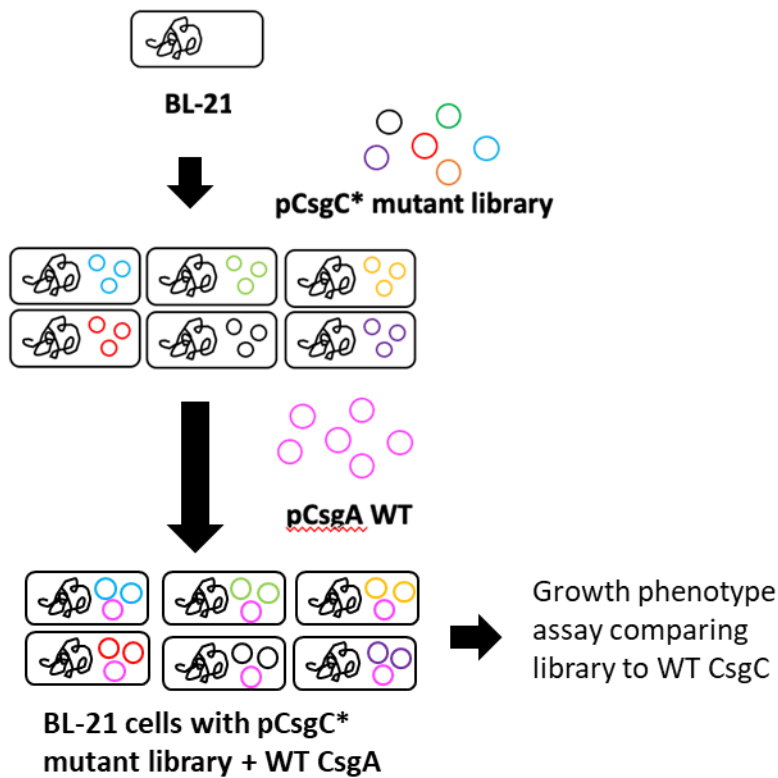 BL-21
pCsgC* mutant library
pCsgA WT
Growth phenotype
assay comparing
library to WT CsgC
BL-21 cells with pCsgC*
mutant library + WT CsgA